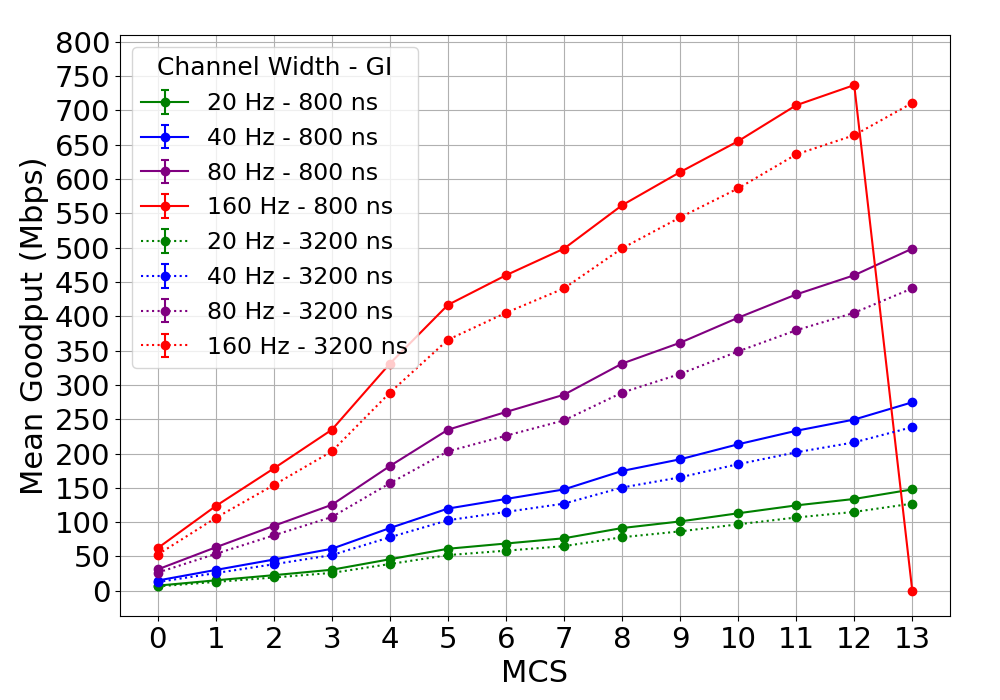 800
750
700
650
600
550
500
450
400
350
300
250
200
150
100
50
0
Mean Goodput (Mbps)
Channel Width - GI
20 Hz - 800 ns
40 Hz - 800 ns
80 Hz - 800 ns
160 Hz - 800 ns
20 Hz - 3200 ns
40 Hz - 3200 ns
80 Hz - 3200 ns
160 Hz - 3200 ns
0 1 2 3 4 5 6 7 8 9 10 11 12 13
MCS